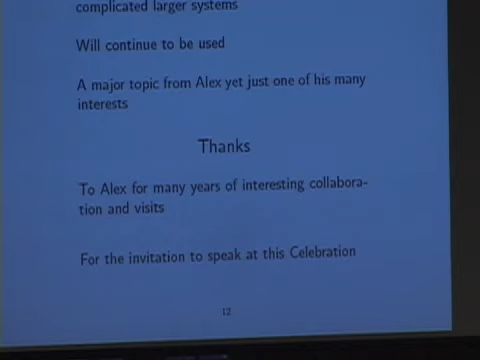 complicated larger systems
Will continue to be used
A major topic from Alex yet just one of his many
interests
Thanks
To Alex for many years of interesting collabora-
tion and visits
For the invitation to speak at this Celebration
12